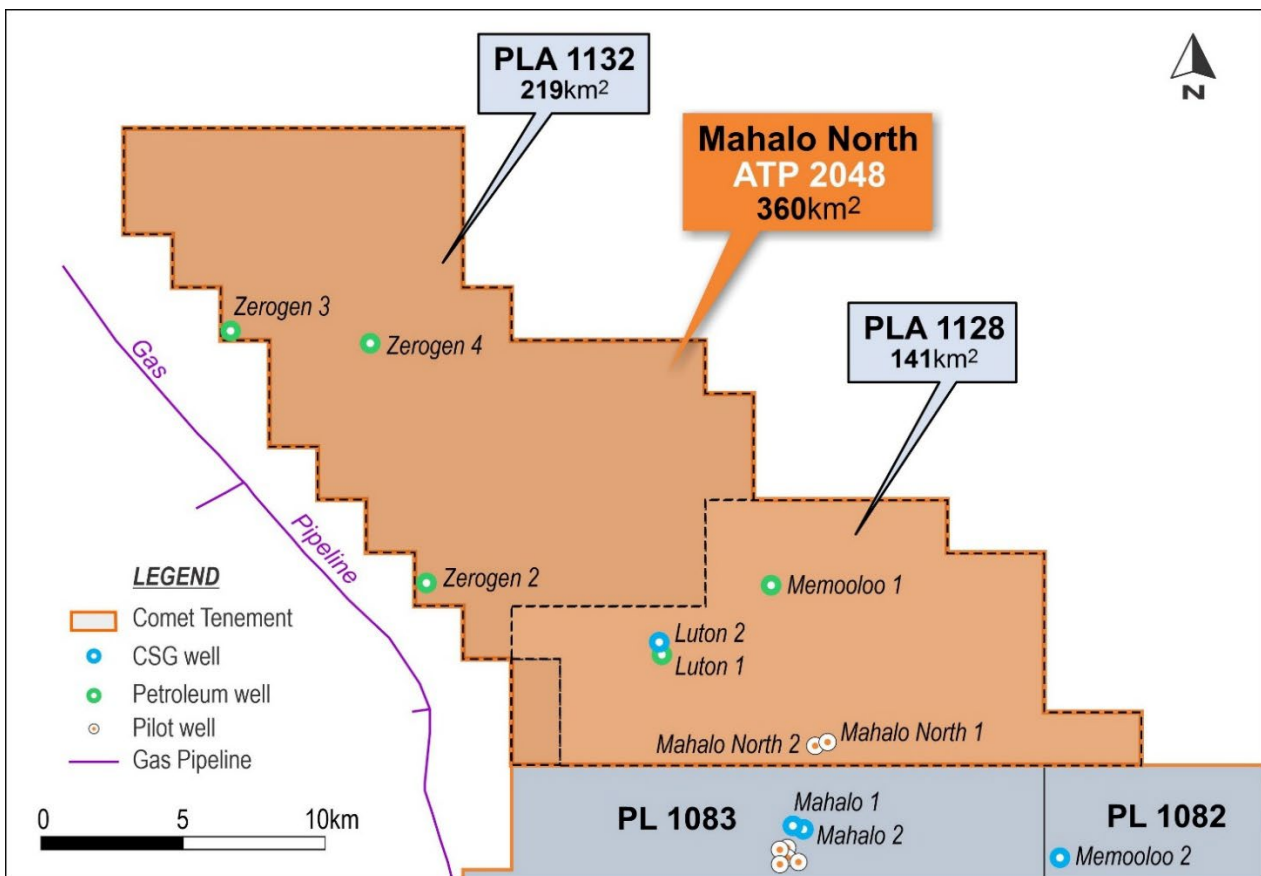 PLA 1132
219km²
N
Mahalo North
ATP 2048
360km²
PLA 1128
141km²
Zerogen 3
Zerogen 4
Gas
Pipeline
Zerogen 2
Memooloo 1
Luton 2
Luton 1
Mahalo North 1
Mahalo North 2
LEGEND
Comet Tenement
CSG well
Petroleum well
Pilot well
Gas Pipeline
0 5 10km
PL 1083
Mahalo 1
Mahalo 2
PL 1082
Memooloo 2